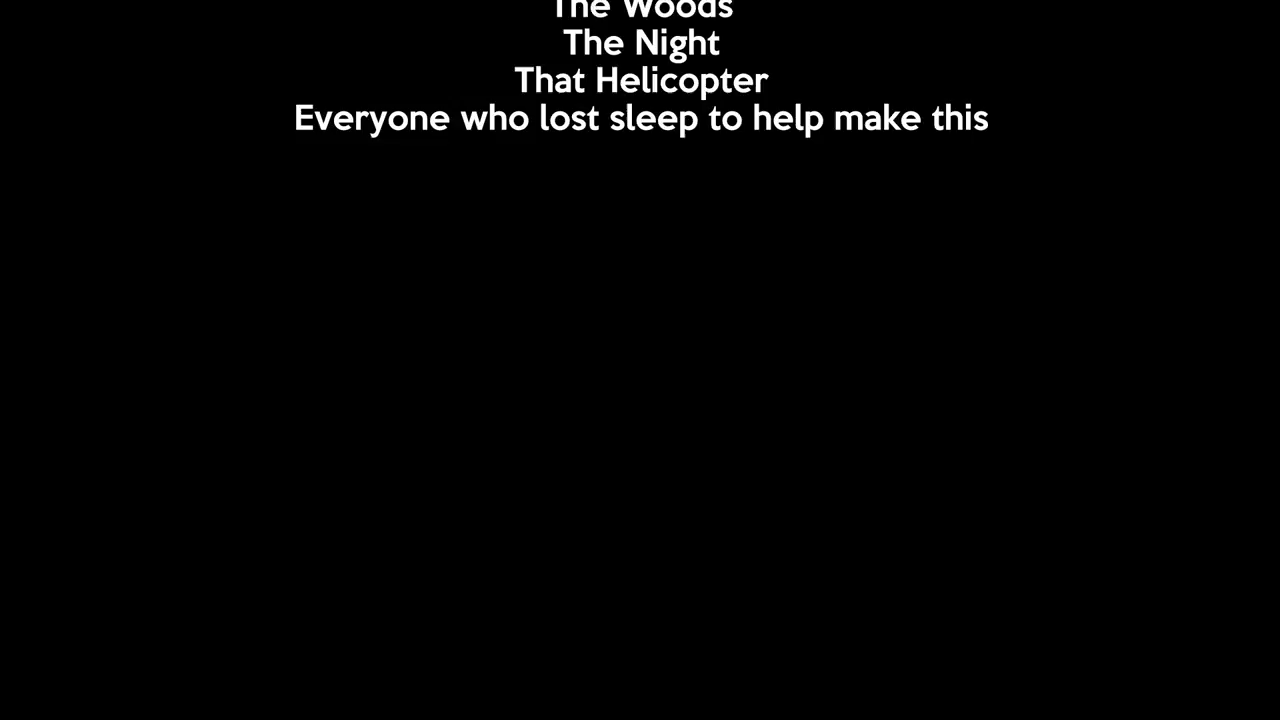 The Woods
The Night
That Helicopter
Everyone who lost sleep to help make this